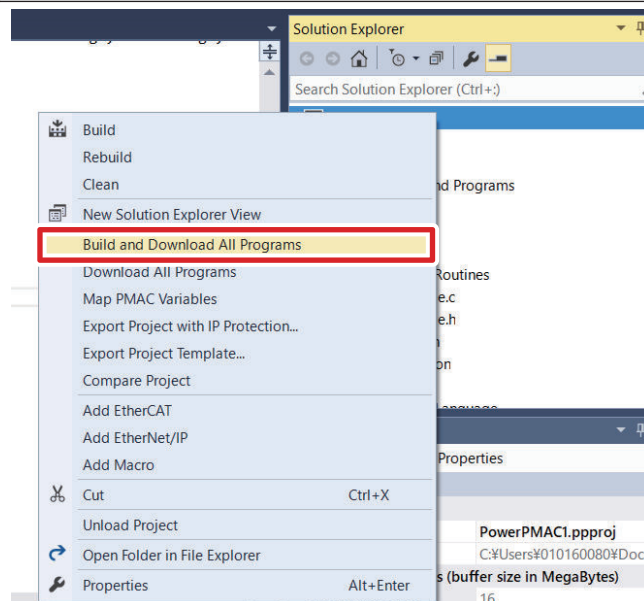 Solution Explorer
Search Solution Explorer (Ctrl+:)
Build
Rebuild
Clean
nd Programs
New Solution Explorer View
Build and Download All Programs
Download All Programs
Routines
Map PMAC Variables
e.c
Export Project with IP Protection...
e.h
Export Project Template...
Compare Project
on
Add EtherCAT
Language
Add EtherNet/IP
Add Macro
Properties
Cut Ctrl+X
Unload Project
PowerPMAC1.ppproj
Open Folder in File Explorer
C:¥Users¥010160080¥Doc
Properties Alt+Enter
s (buffer size in MegaBytes)
16